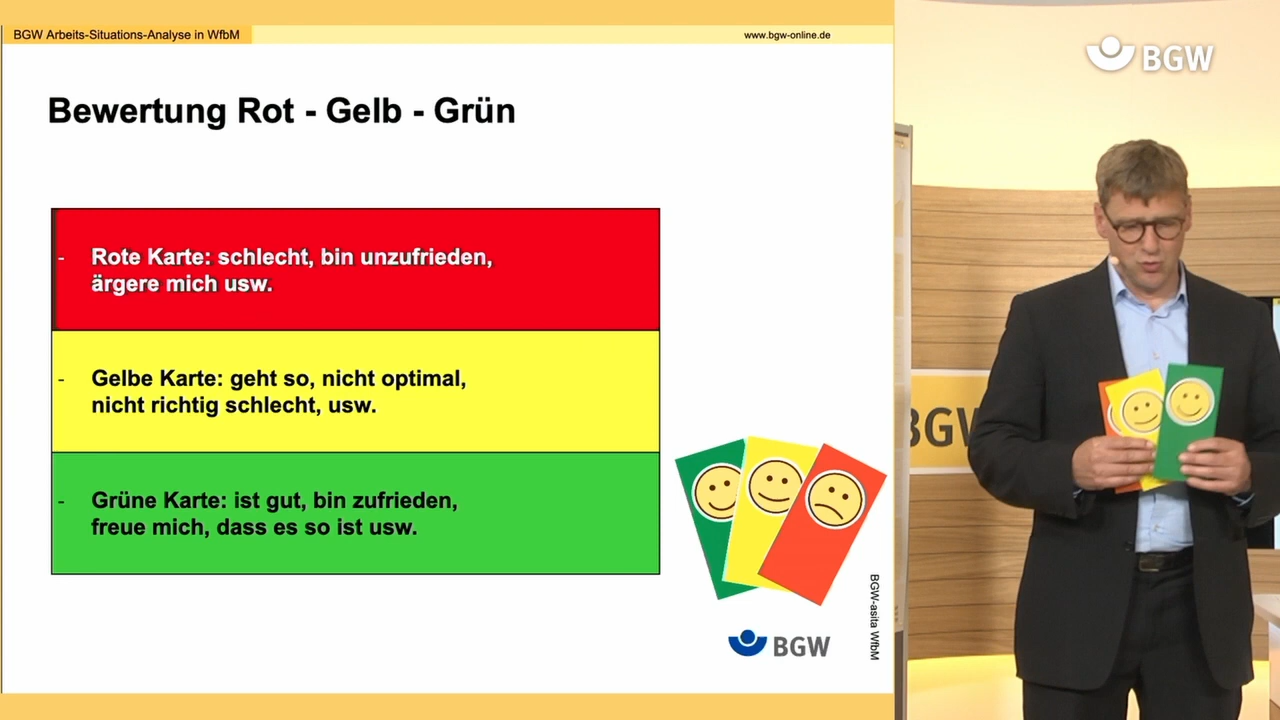 BGW Arbeits-Situations-Analyse in WfbM
www.bgw-online.de
Bewertung Rot - Gelb - Grün
- Rote Karte: schlecht, bin unzufrieden,
ärgere mich usw.
- Gelbe Karte: geht so, nicht optimal,
nicht richtig schlecht, usw.
- Grüne Karte: ist gut, bin zufrieden,
freue mich, dass es so ist usw.
BGW-asita WfbM
BGW
BGW
BGW